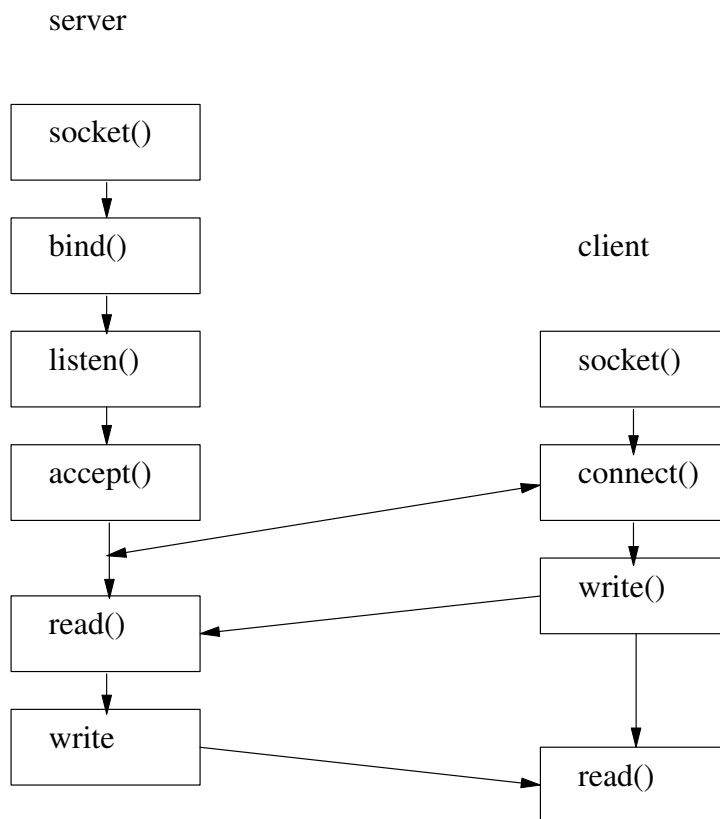 server
socket()
bind()
listen()
accept()
read()
write
client
socket()
connect()
write()
read()